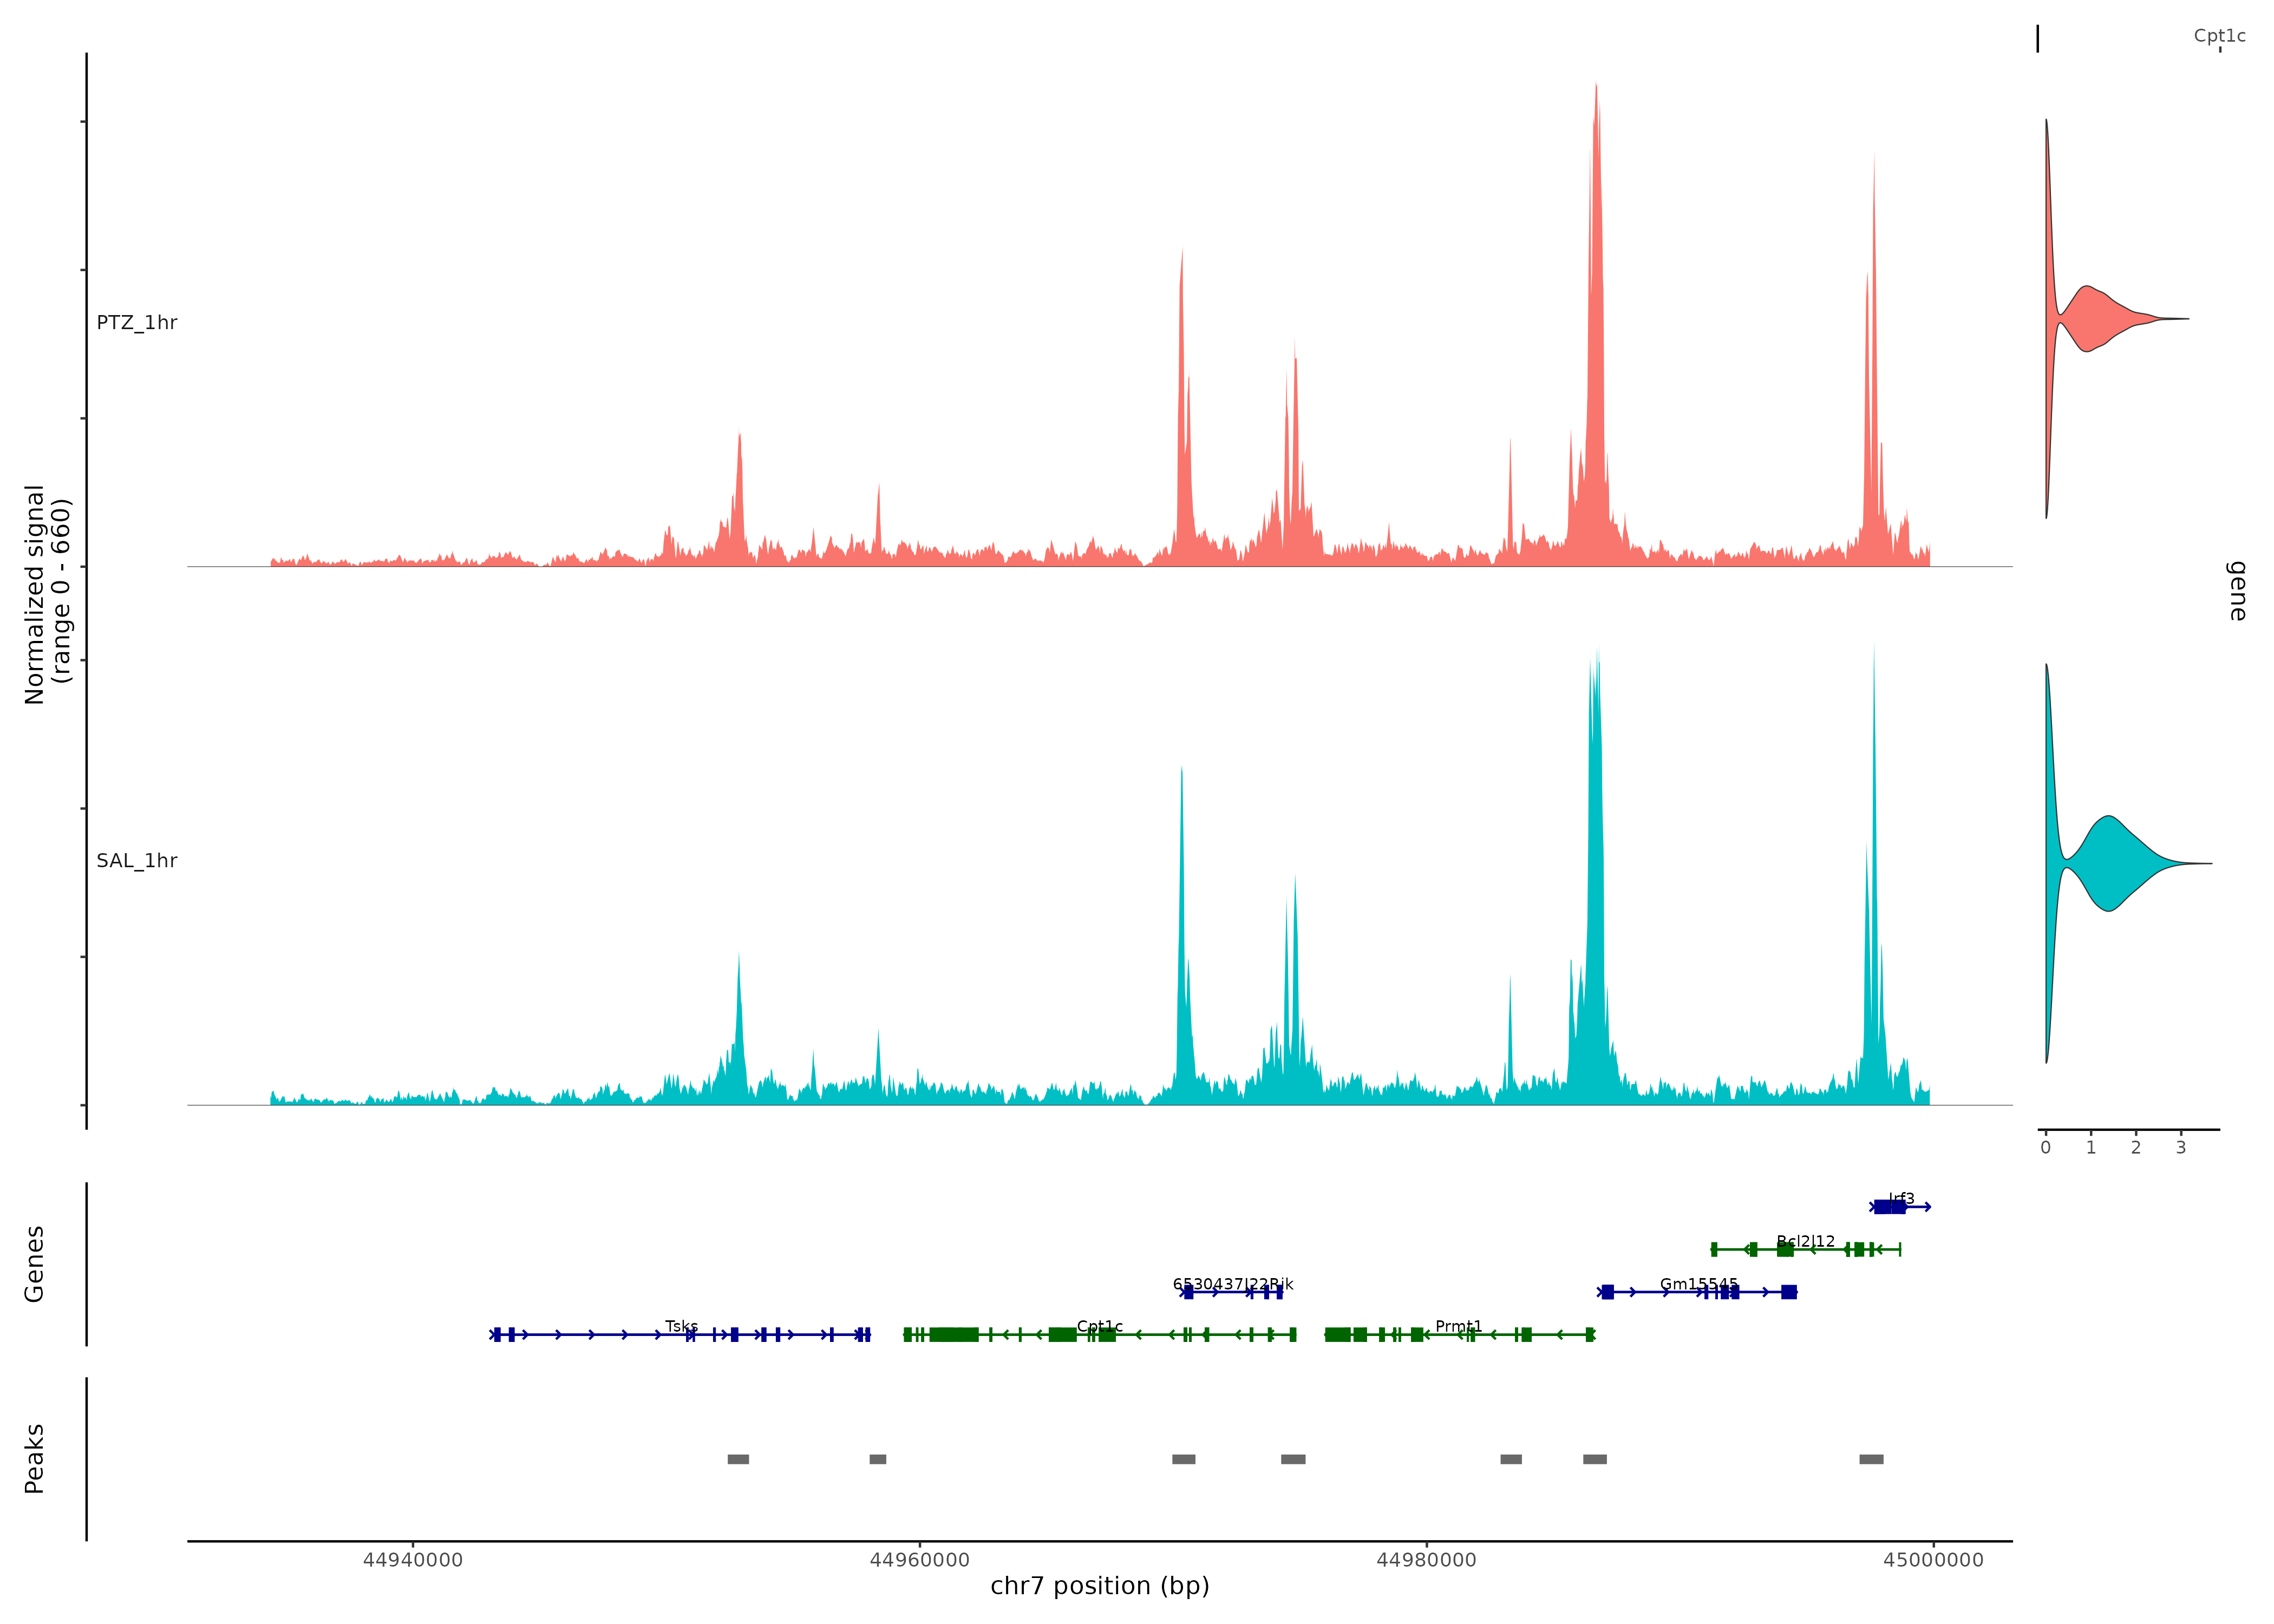 Cpt1c
PTZ_1hr
SAL_1hr
Normalized signal
(range 0 - 660)
gene
0 1 2 3
Irf3
Bcl2l12
6530437J22Rik Gm15545
Tsks Cpt1c Prmt1
Genes
Peaks
44940000 44960000 44980000 45000000
chr7 position (bp)